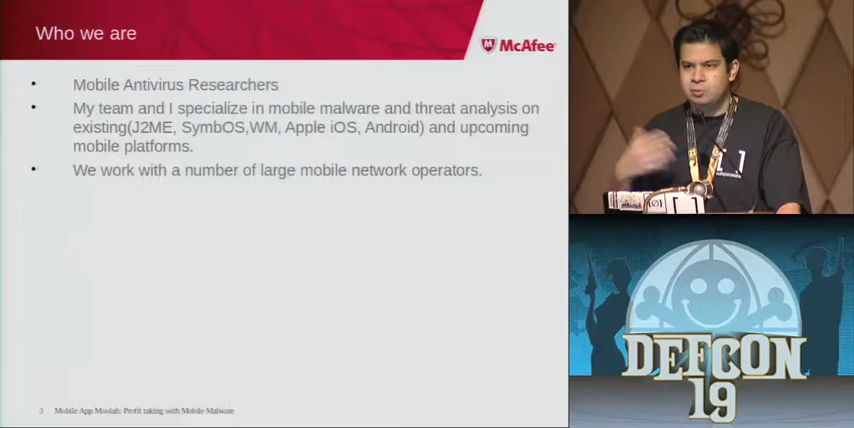 Who we are
McAfee
• Mobile Antivirus Researchers
• My team and I specialize in mobile malware and threat analysis on
existing(J2ME, SymbOS,WM, Apple iOS, Android) and upcoming
mobile platforms.
• We work with a number of large mobile network operators.
3 Mobile App Moolah: Profit taking with Mobile Malware
DEFCON
19